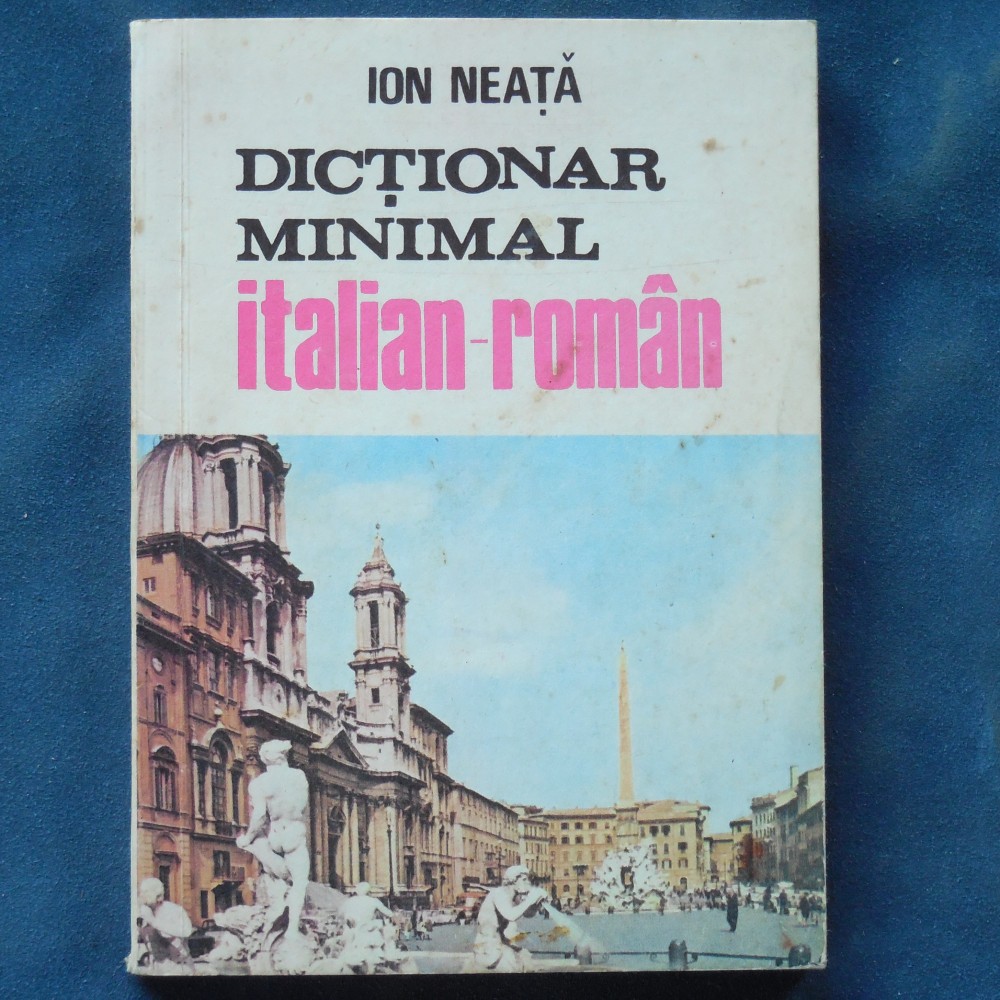 ION NEAȚĂ
DICȚIONAR
MINIMAL
italian-român